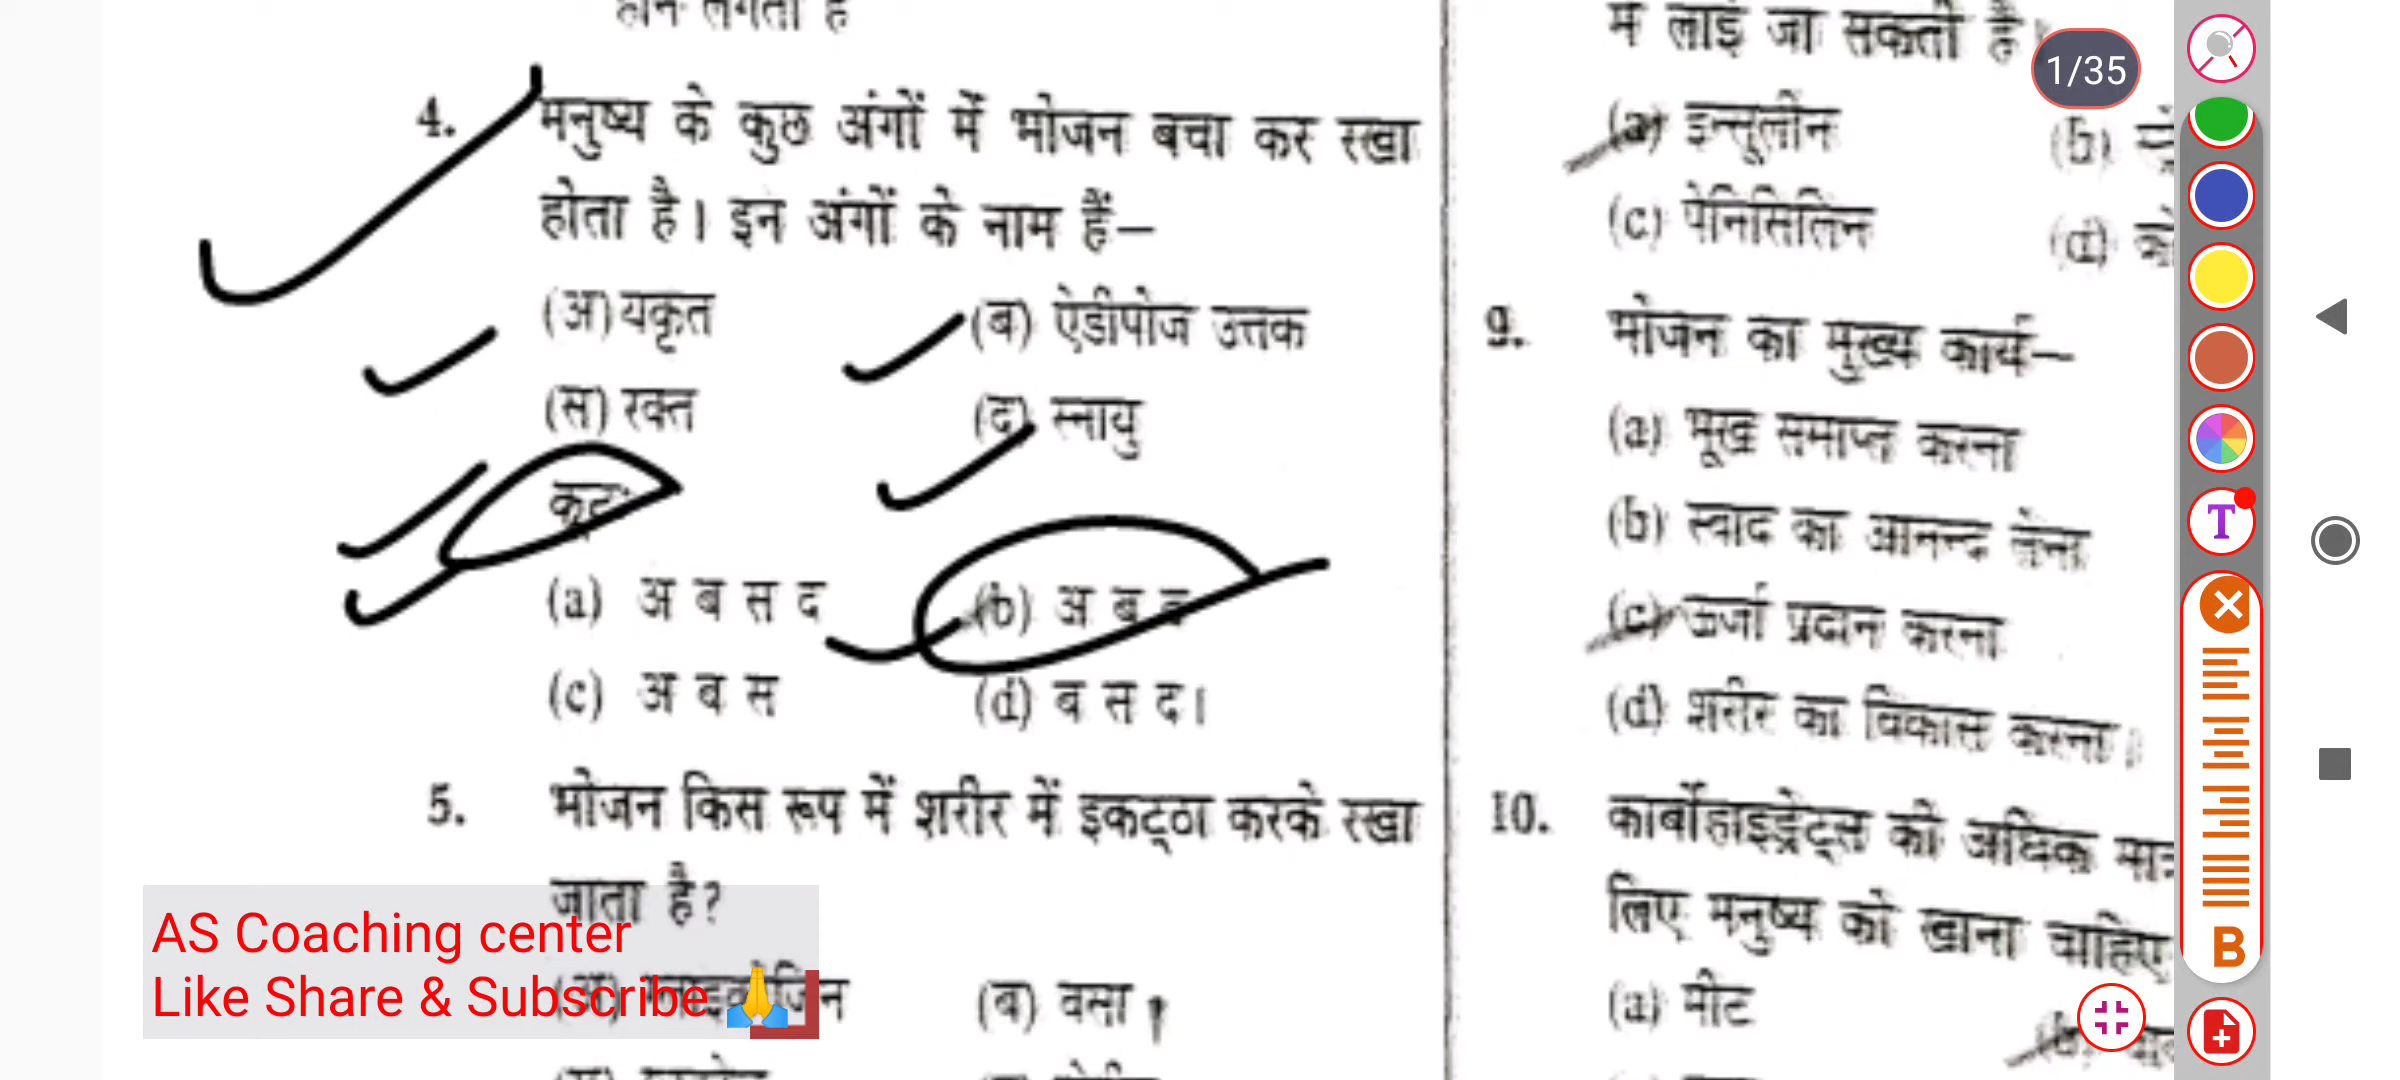 होने लगता है
4. मनुष्य के कुछ अंगों में भोजन बचा कर रखा
होता है। इन अंगों के नाम हैं—
(अ) यकृत (ब) ऐडीपोज उत्तक
(स) रक्त (द) स्नायु
कूटः
(a) अ ब स द (b) अ ब द
(c) अ ब स (d) ब स द।
5. भोजन किस रूप में शरीर में इकट्ठा करके रखा
जाता है?
(ब) वसा
में लाई जा सकती है
(a) इन्सुलीन (b)
(c) पेनिसिलिन (d)
9. भोजन का मुख्य कार्य—
(a) भूख समाप्त करना
(b) स्वाद का आनन्द लेना
(c) ऊर्जा प्रदान करना
(d) शरीर का विकास करना।
10. कार्बोहाइड्रेट्स की अधिक
लिए मनुष्य को खाना चाहिए
(a) मीट
1/35
T
B
AS Coaching center
Like Share & Subscribe 🙏